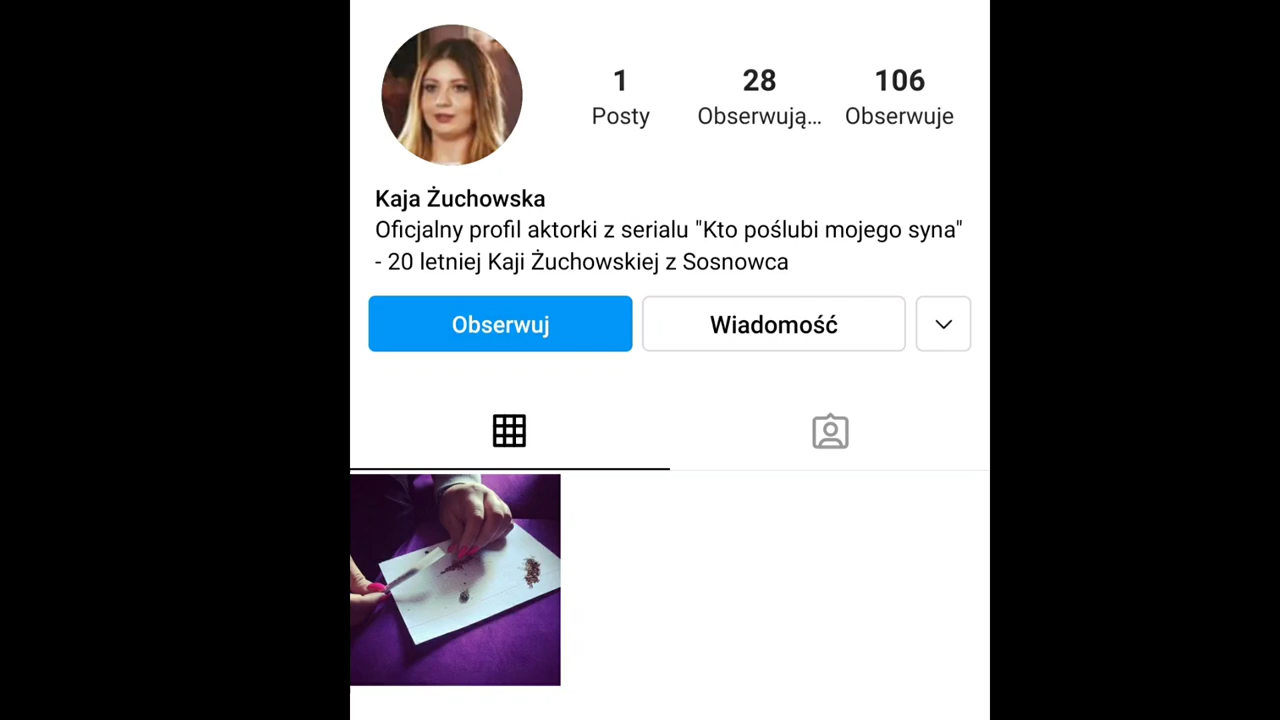 1 28 106
Posty Obserwują... Obserwuje
Kaja Żuchowska
Oficjalny profil aktorki z serialu "Kto poślubi mojego syna"
- 20 letniej Kaji Żuchowskiej z Sosnowca
Obserwuj Wiadomość